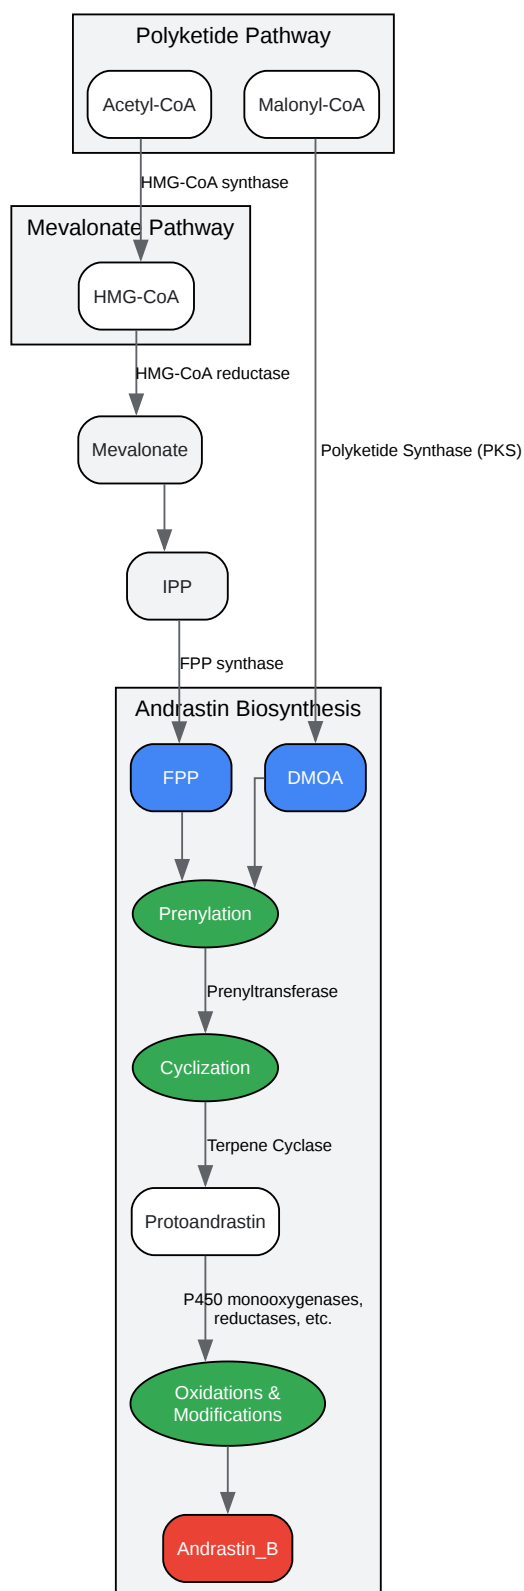 Polyketide Pathway
Acetyl-CoA
Malonyl-CoA
HMG-CoA synthase
Mevalonate Pathway
HMG-CoA
HMG-CoA reductase
Mevalonate
Polyketide Synthase (PKS)
IPP
FPP synthase
Andrastin Biosynthesis
FPP
DMOA
Prenylation
Prenyltransferase
Cyclization
Terpene Cyclase
Protoandrastin
P450 monooxygenases,
reductases, etc.
Oxidations &
Modifications
Andrastin_B